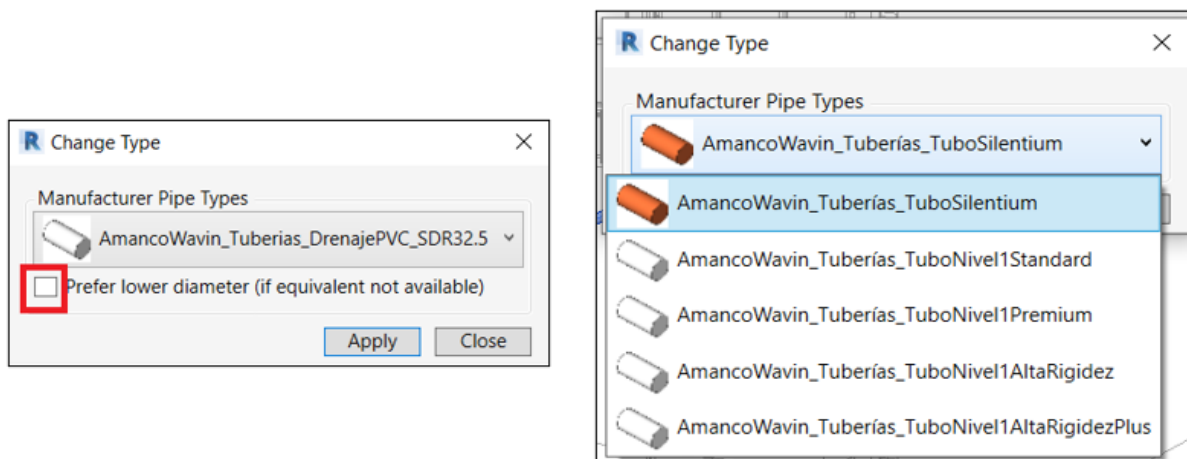 Change Type
Manufacturer Pipe Types
AmancoWavin_Tuberias_DrenajePVC_SDR32.5
Prefer lower diameter (if equivalent not available)
Apply
Close
Change Type
Manufacturer Pipe Types
AmancoWavin_Tuberías_TuboSilentium
AmancoWavin_Tuberías_TuboSilentium
AmancoWavin_Tuberías_TuboNivel1Standard
AmancoWavin_Tuberías_TuboNivel1Premium
AmancoWavin_Tuberías_TuboNivel1AltaRigidez
AmancoWavin_Tuberías_TuboNivel1AltaRigidezPlus